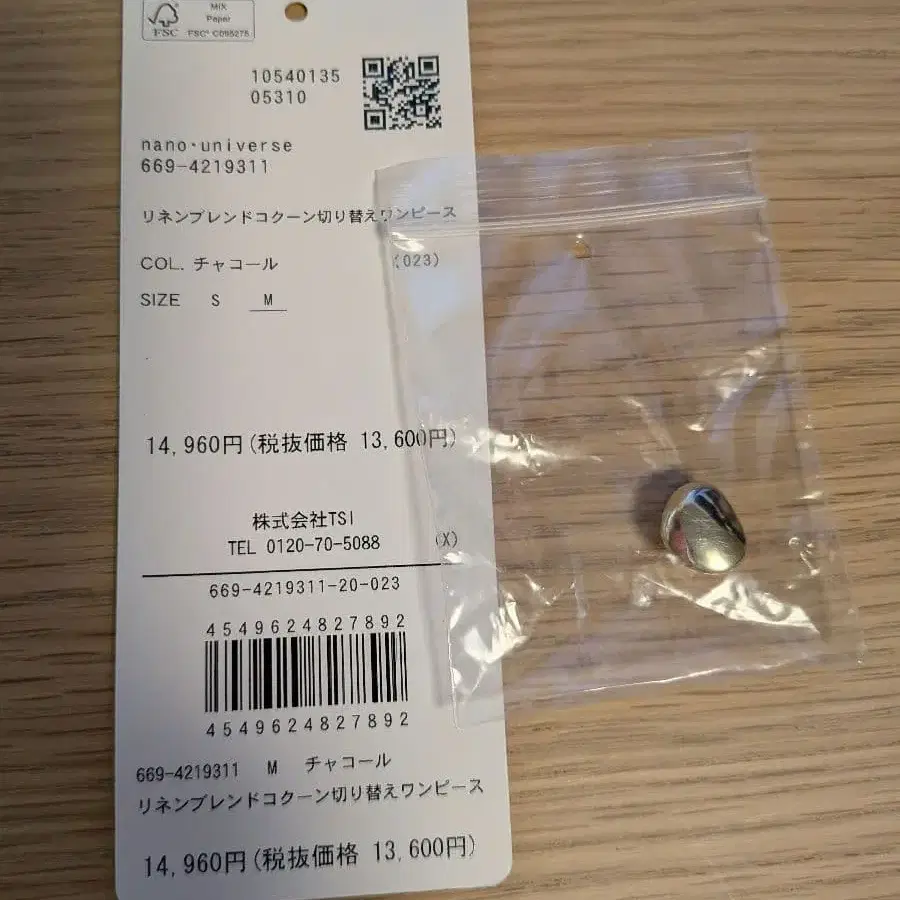 MIX
Paper
FSC
FSC® C095275
10540135
05310
nano・universe
669-4219311
リネンブレンドコクーン切り替えワンピース
COL. チャコール (023)
SIZE S M
14,960円(税抜価格 13,600円)
株式会社TSI
TEL 0120-70-5088 (X)
669-4219311-20-023
4549624827892
4549624827892
669-4219311 M チャコール
リネンブレンドコクーン切り替えワンピース
14,960円(税抜価格 13,600円)